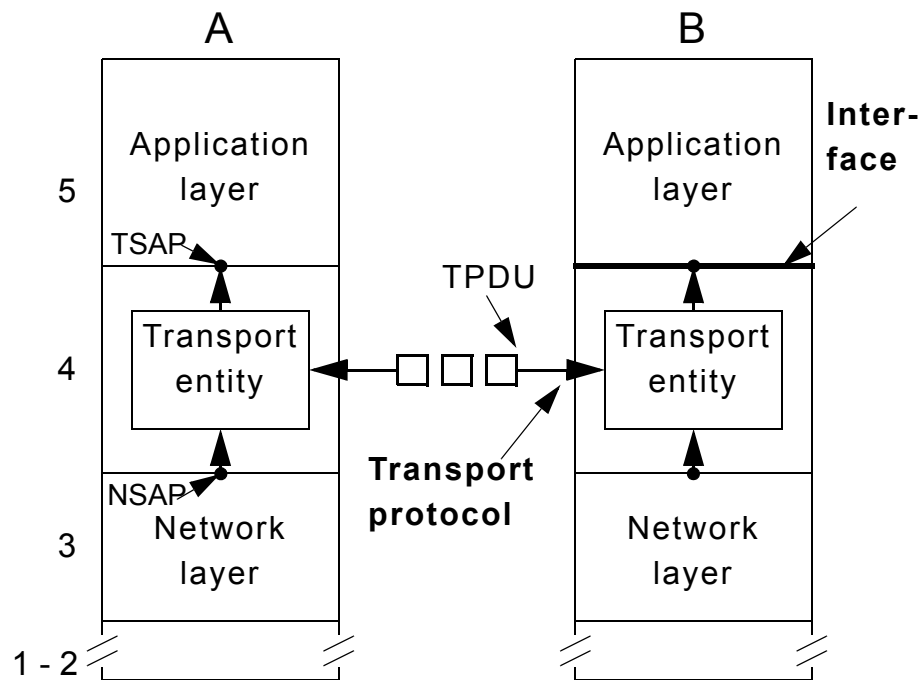 A
B
Application
layer
Application
layer
Inter-
face
5
TSAP
TPDU
Transport
entity
Transport
entity
4
Transport
protocol
NSAP
Network
layer
Network
layer
3
1 - 2